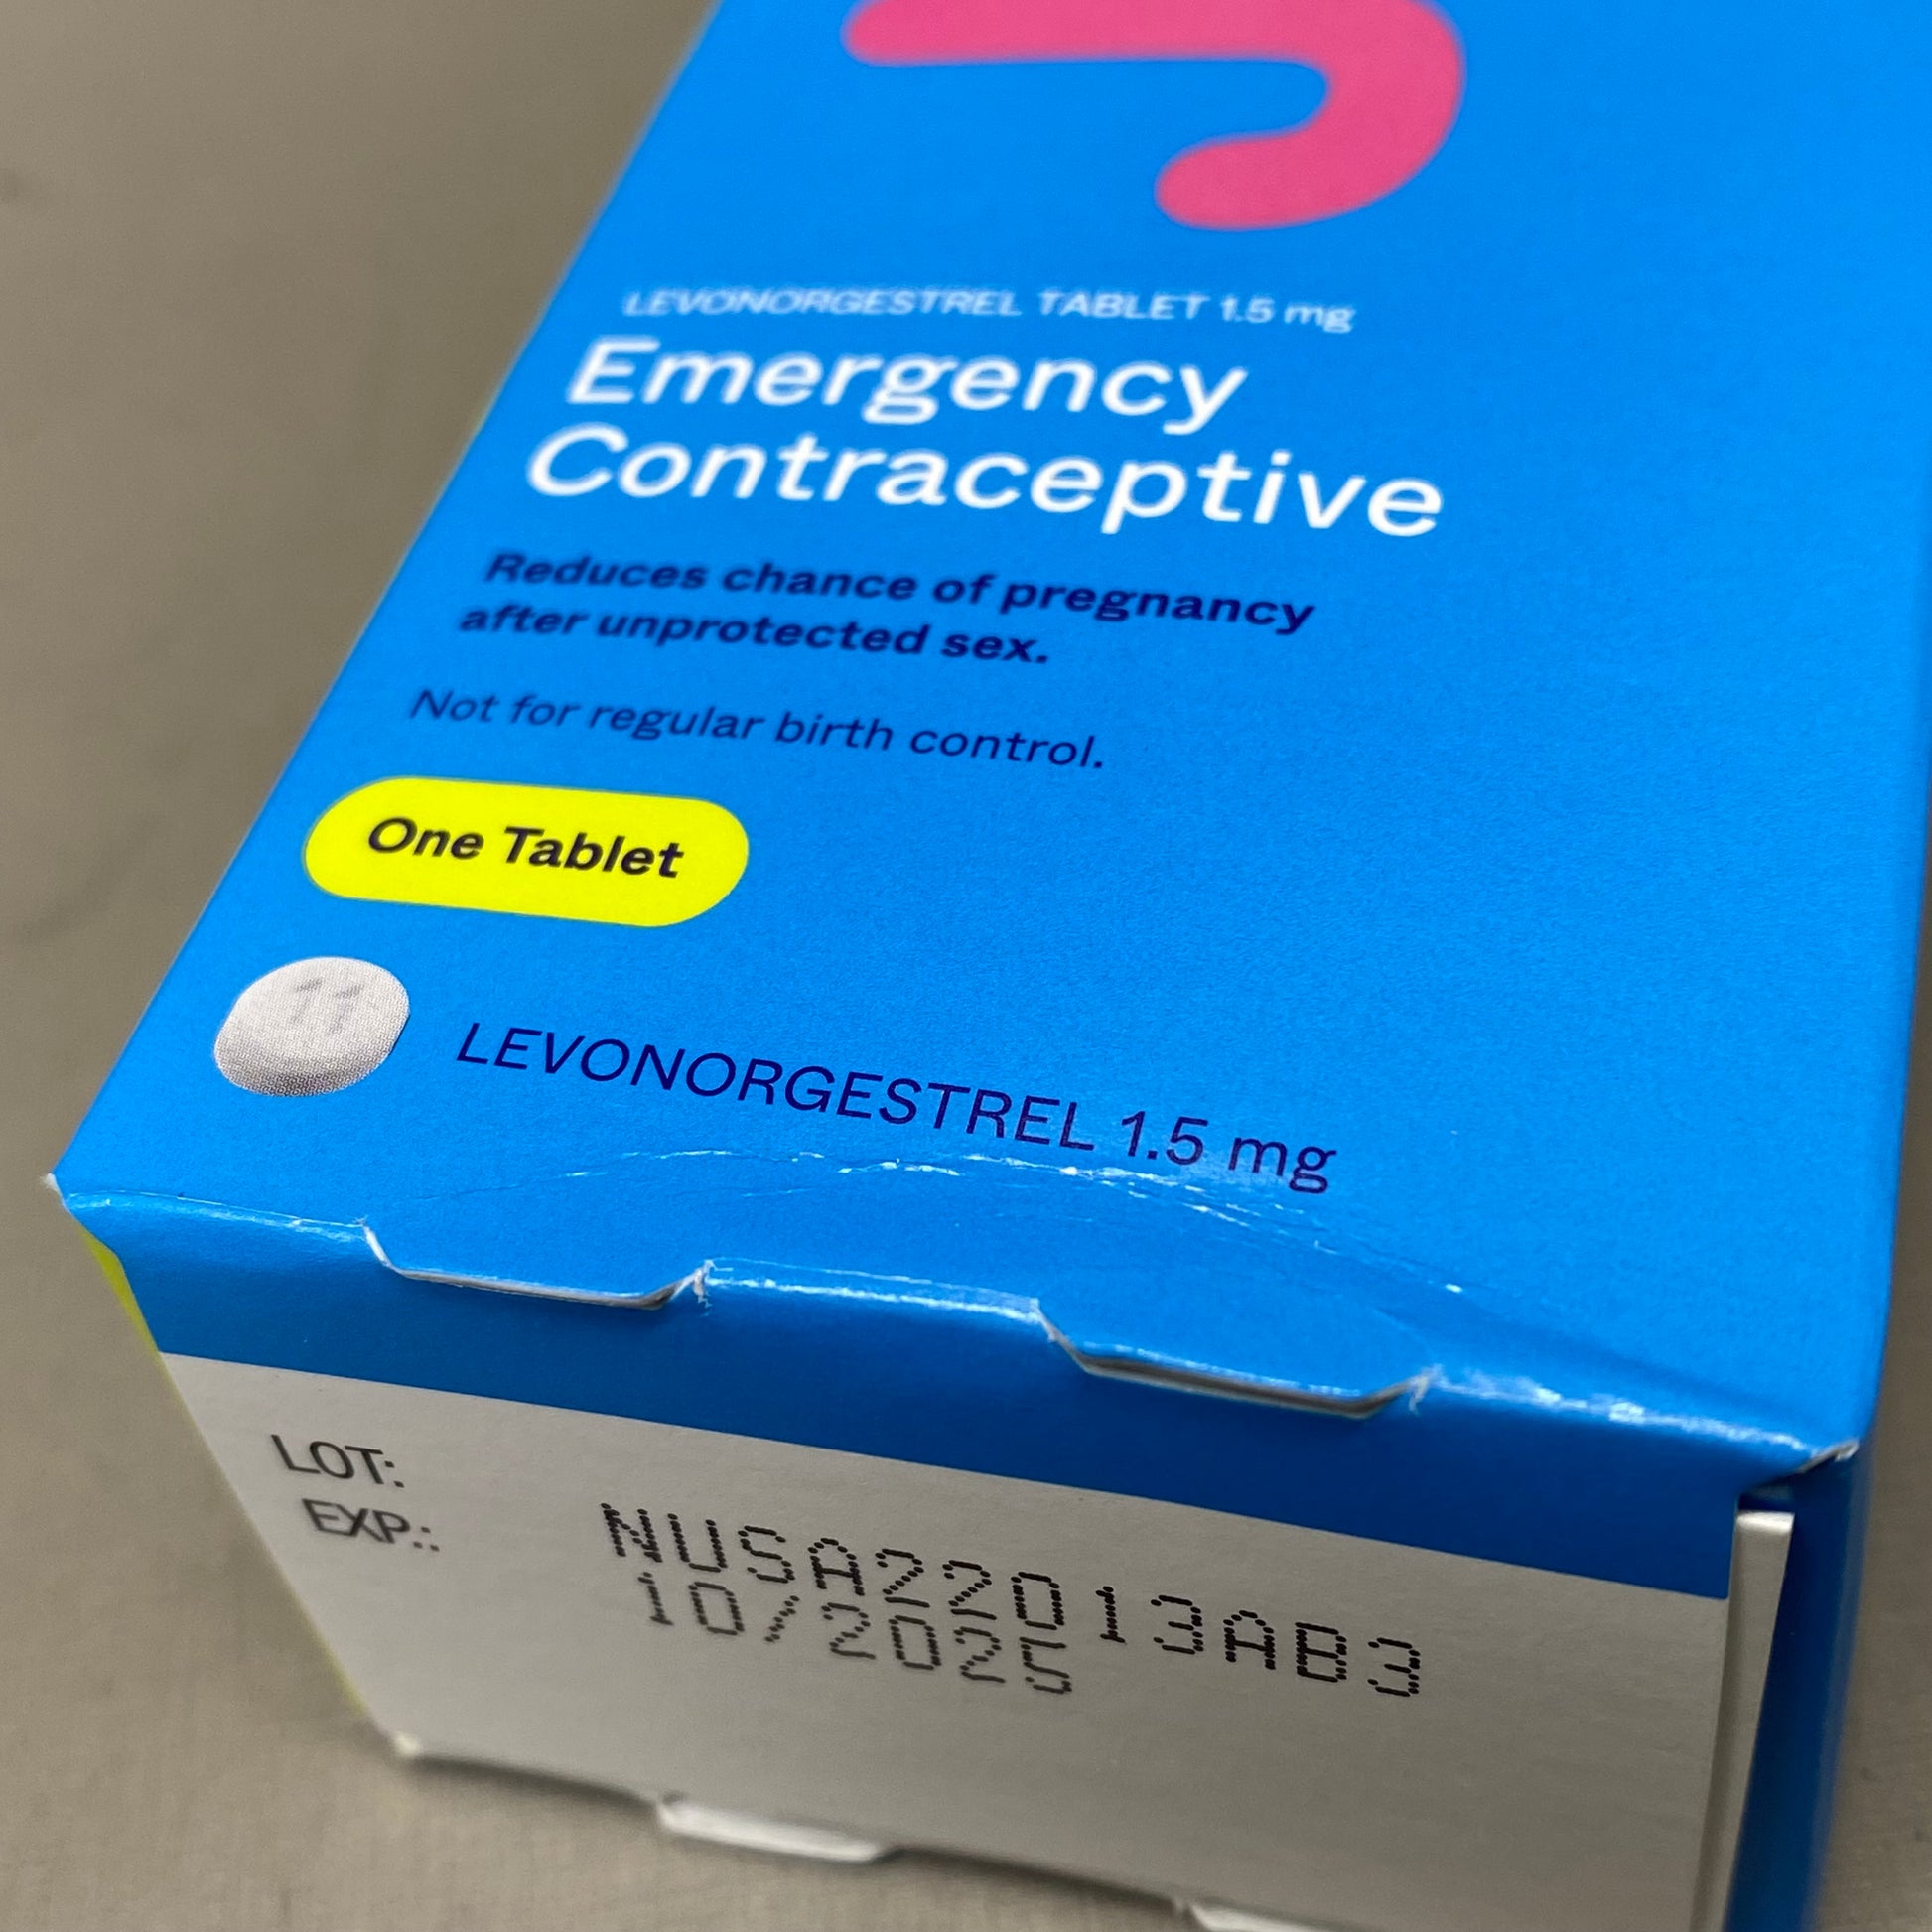 LEVONORGESTREL TABLET 1.5 mg
Emergency
Contraceptive
Reduces chance of pregnancy
after unprotected sex.
Not for regular birth control.
One Tablet
11
LEVONORGESTREL 1.5 mg
LOT: NUSA22013AB3
EXP.: 10/2025